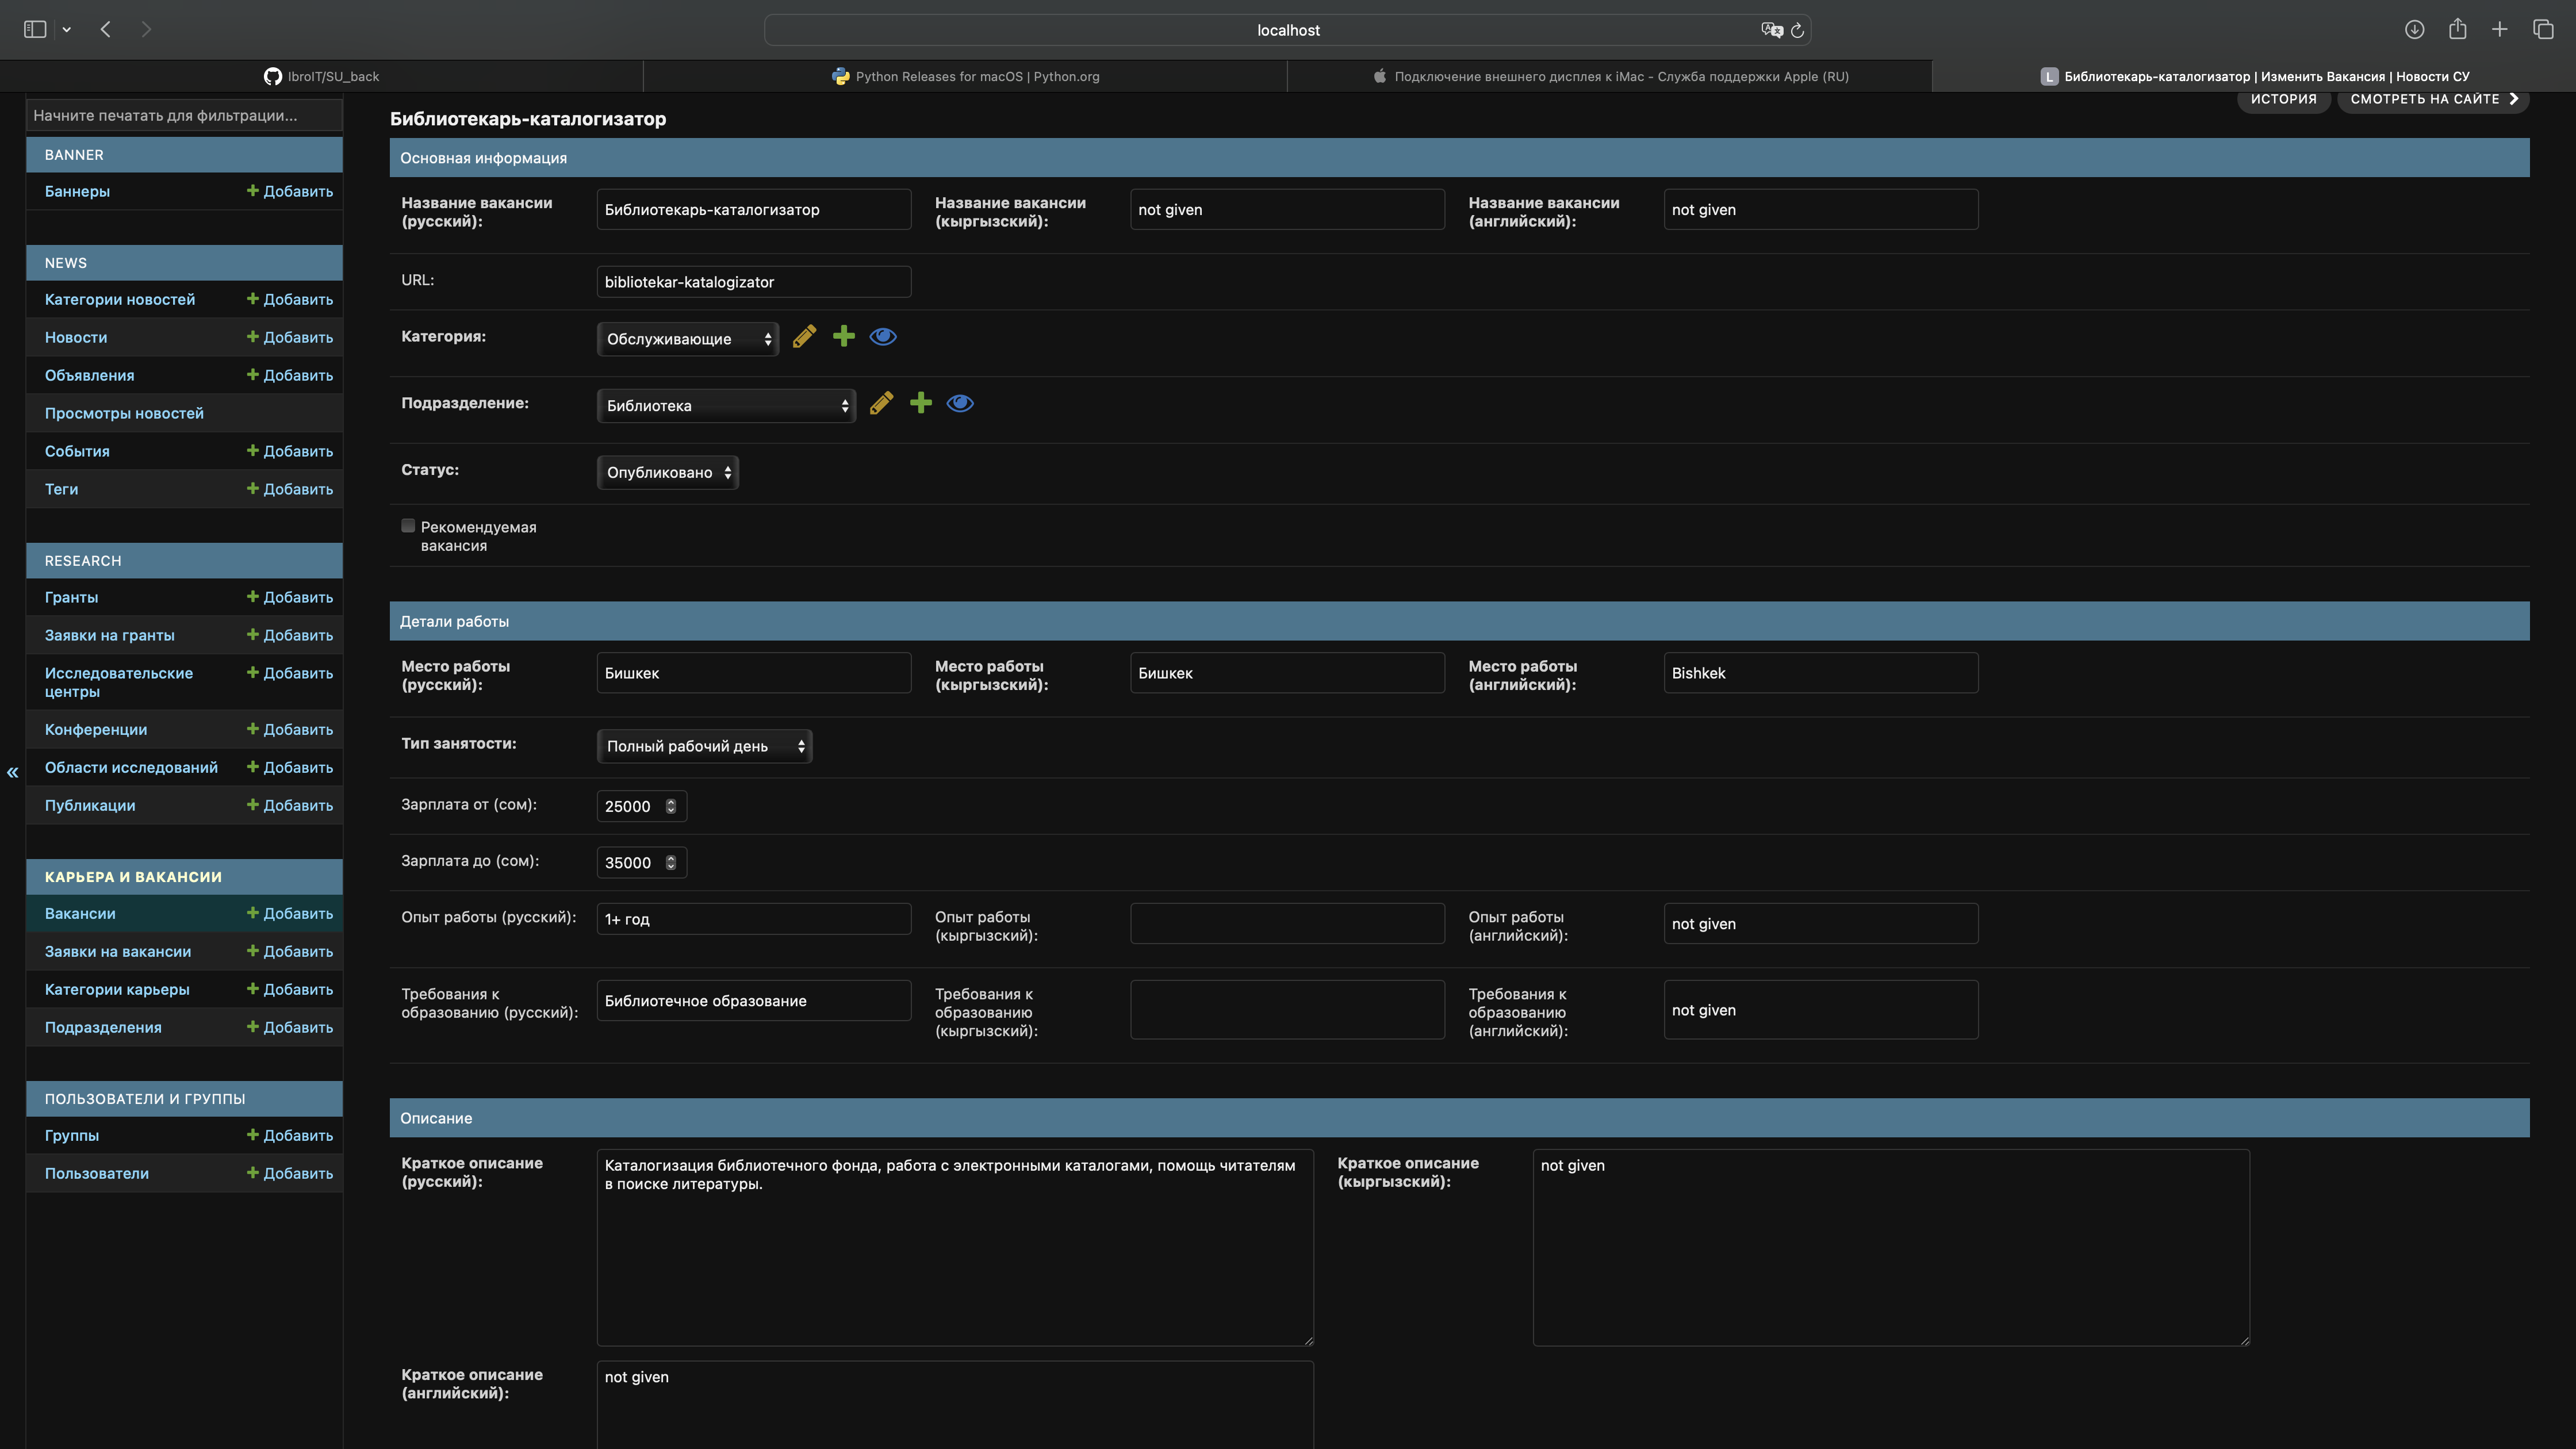 localhost
IbroIT/SU_back
Python Releases for macOS | Python.org
Подключение внешнего дисплея к iMac - Служба поддержки Apple (RU)
L Библиотекарь-каталогизатор | Изменить Вакансия | Новости СУ
Начните печатать для фильтрации...
BANNER
Баннеры Добавить
NEWS
Категории новостей Добавить
Новости Добавить
Объявления Добавить
Просмотры новостей
События Добавить
Теги Добавить
RESEARCH
Гранты Добавить
Заявки на гранты Добавить
Исследовательские Добавить
центры
Конференции Добавить
Области исследований Добавить
Публикации Добавить
КАРЬЕРА И ВАКАНСИИ
Вакансии Добавить
Заявки на вакансии Добавить
Категории карьеры Добавить
Подразделения Добавить
ПОЛЬЗОВАТЕЛИ И ГРУППЫ
Группы Добавить
Пользователи Добавить
«
Библиотекарь-каталогизатор
ИСТОРИЯ
СМОТРЕТЬ НА САЙТЕ
Основная информация
Название вакансии
(русский):
Библиотекарь-каталогизатор
Название вакансии
(кыргызский):
not given
Название вакансии
(английский):
not given
URL:
bibliotekar-katalogizator
Категория:
Обслуживающие
Подразделение:
Библиотека
Статус:
Опубликовано
Рекомендуемая
вакансия
Детали работы
Место работы
(русский):
Бишкек
Место работы
(кыргызский):
Бишкек
Место работы
(английский):
Bishkek
Тип занятости:
Полный рабочий день
Зарплата от (сом):
25000
Зарплата до (сом):
35000
Опыт работы (русский):
1+ год
Опыт работы
(кыргызский):
Опыт работы
(английский):
not given
Требования к
образованию (русский):
Библиотечное образование
Требования к
образованию
(кыргызский):
Требования к
образованию
(английский):
not given
Описание
Краткое описание
(русский):
Каталогизация библиотечного фонда, работа с электронными каталогами, помощь читателям
в поиске литературы.
Краткое описание
(кыргызский):
not given
Краткое описание
(английский):
not given